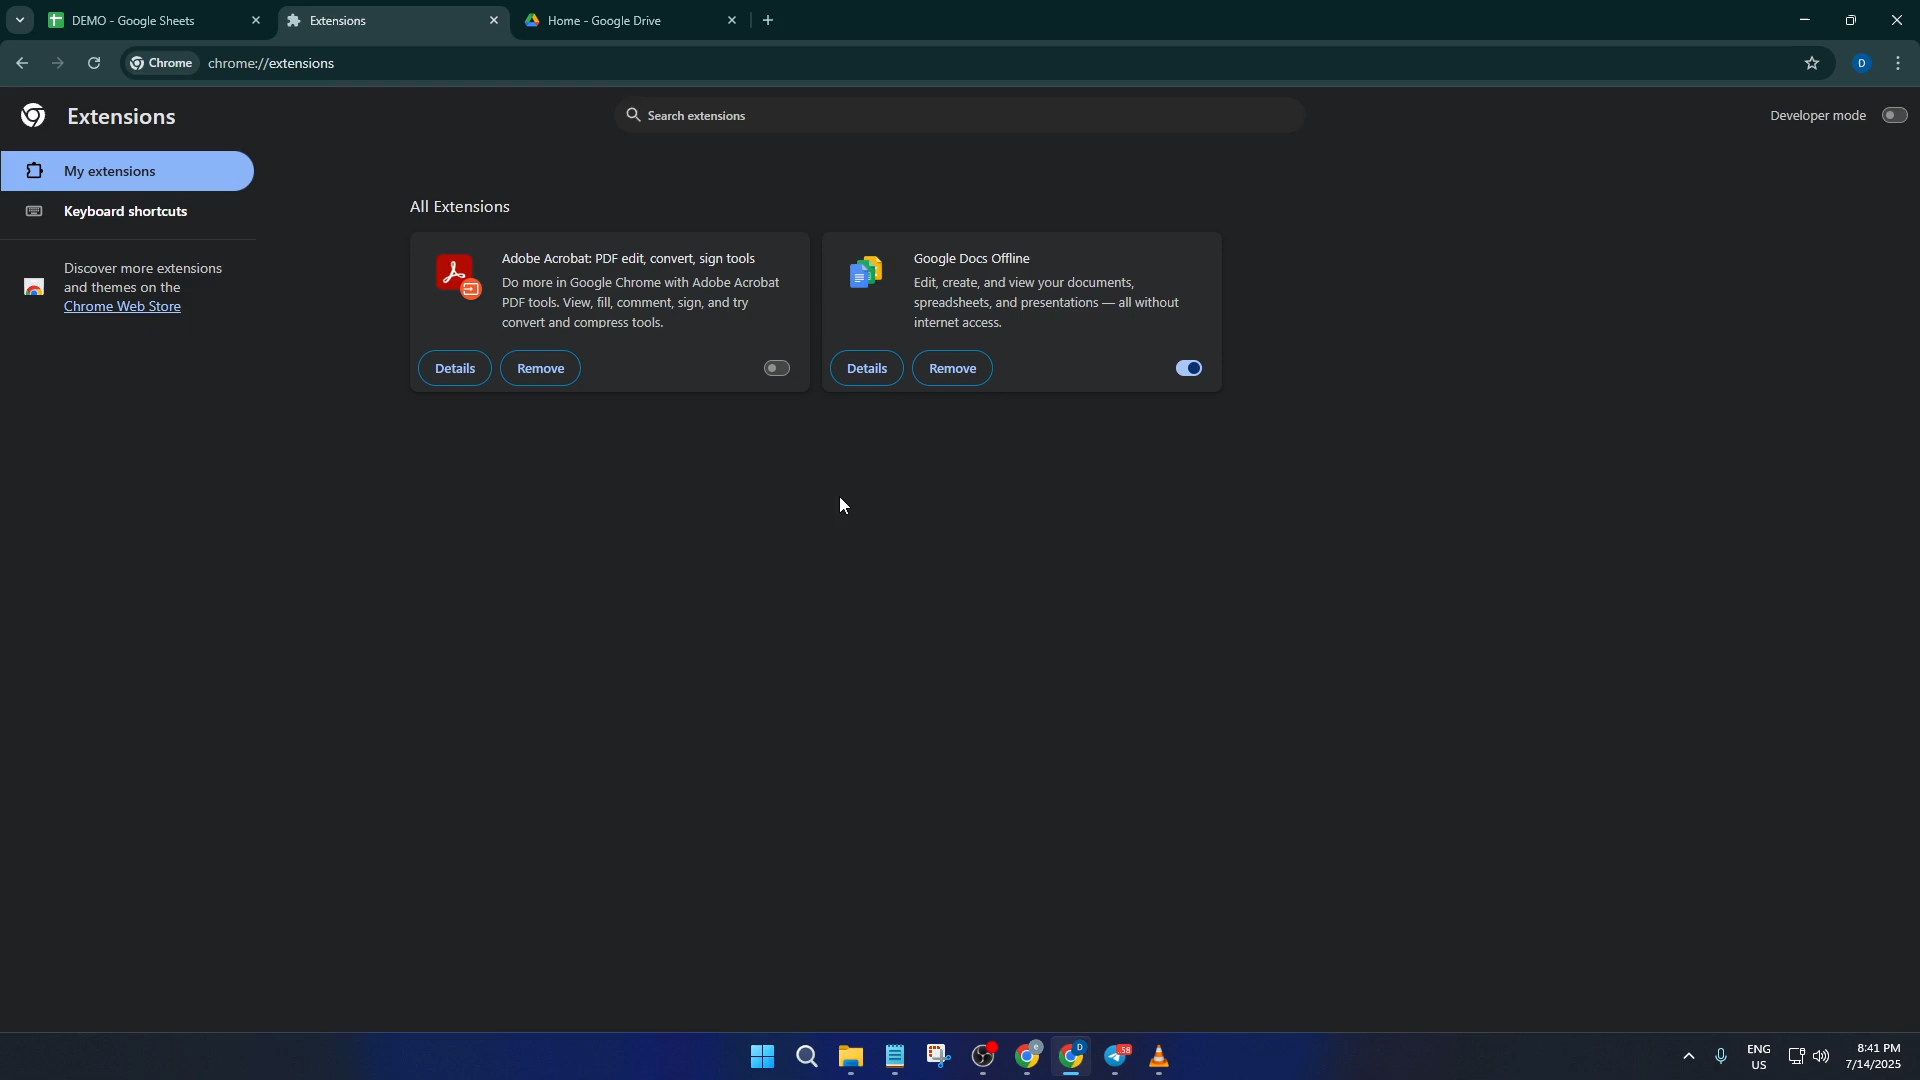 DEMO - Google Sheets
Extensions
Home - Google Drive
Chrome
chrome://extensions
D
Extensions
Search extensions
Developer mode
My extensions
Keyboard shortcuts
Discover more extensions
and themes on the
Chrome Web Store
All Extensions
Adobe Acrobat: PDF edit, convert, sign tools
Do more in Google Chrome with Adobe Acrobat
PDF tools. View, fill, comment, sign, and try
convert and compress tools.
Details
Remove
Google Docs Offline
Edit, create, and view your documents,
spreadsheets, and presentations — all without
internet access.
Details
Remove
e
D
58
ENG
US
8:41 PM
7/14/2025